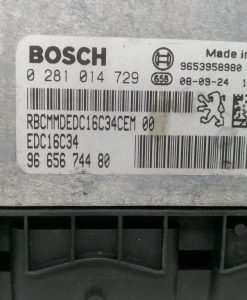 BOSCH
Made in
9653958980
0 281 014 729
658
08-09-24
RBCMMDEDC16C34CEM 00
EDC16C34
96 656 744 80